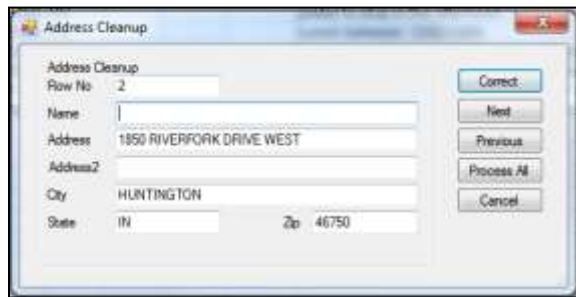 Address Cleanup
Address Cleanup
Row No 2
Name
Address 1850 RIVERFORK DRIVE WEST
Address2
City HUNTINGTON
State IN Zip 46750
Correct
Next
Previous
Process All
Cancel